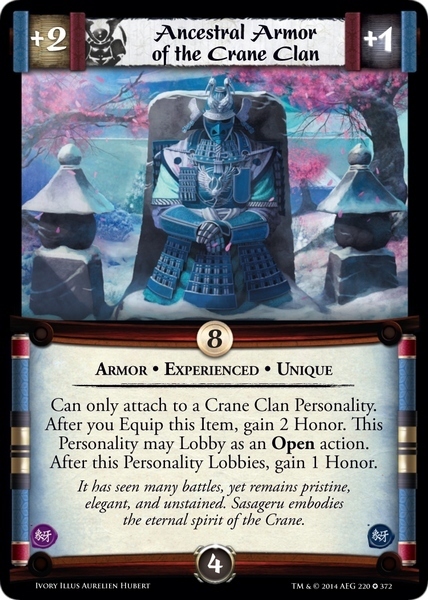 +2
Ancestral Armor
of the Crane Clan
+1
8
Armor • Experienced • Unique
Can only attach to a Crane Clan Personality.
After you Equip this Item, gain 2 Honor. This
Personality may Lobby as an Open action.
After this Personality Lobbies, gain 1 Honor.
It has seen many battles, yet remains pristine,
elegant, and unstained. Sasageru embodies
the eternal spirit of the Crane.
4
Ivory Illus Aurelien Hubert
TM & © 2014 AEG 220 ✪ 372